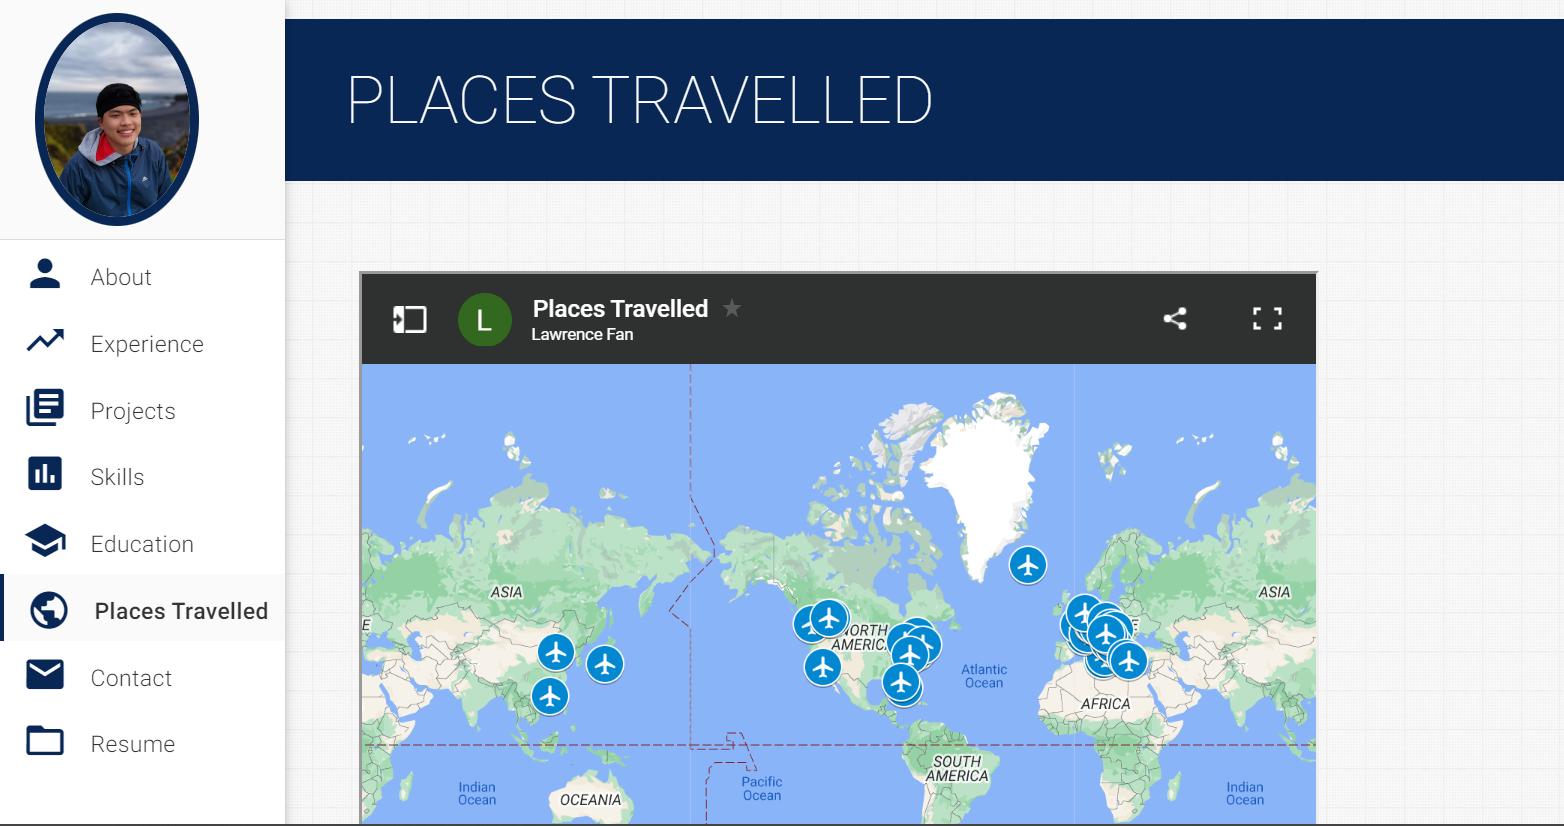 PLACES TRAVELLED
About
Experience
Projects
Skills
Education
Places Travelled
Contact
Resume
L
Places Travelled
Lawrence Fan
ASIA
NORTH
AMERIC
Atlantic
Ocean
AFRICA
ASIA
E
E
SOUTH
AMERICA
Indian
Ocean
OCEANIA
Pacific
Ocean
Indian
Ocean